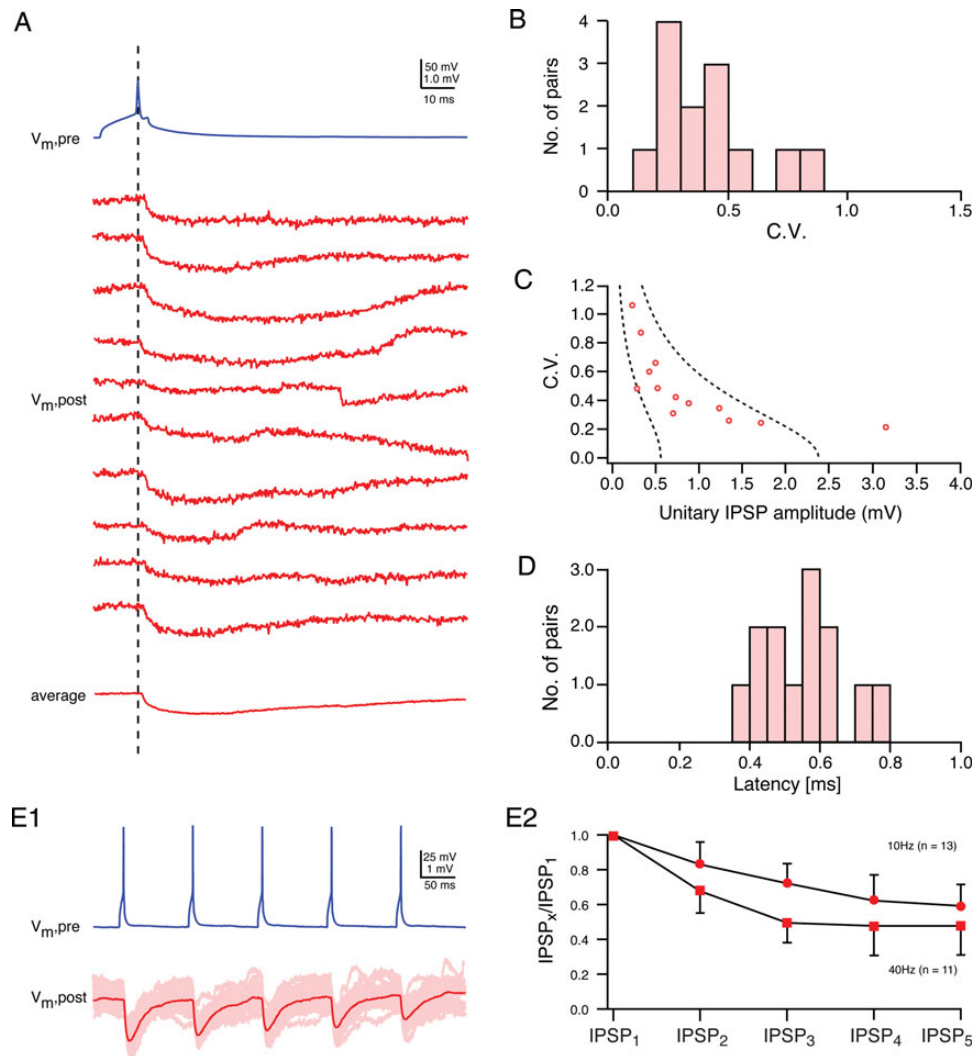 A
50 mV
1.0 mV
10 ms
Vm,pre
Vm,post
average
B
No. of pairs
4
3
2
1
0
0.0
0.5
1.0
1.5
C.V.
C
C.V.
1.2
1.0
0.8
0.6
0.4
0.2
0.0
0.0
0.5
1.0
1.5
2.0
2.5
3.0
3.5
4.0
Unitary IPSP amplitude (mV)
D
No. of pairs
3.0
2.0
1.0
0.0
0.0
0.2
0.4
0.6
0.8
1.0
Latency [ms]
E1
25 mV
1 mV
50 ms
Vm,pre
Vm,post
E2
IPSPx/IPSP1
1.0
0.8
0.6
0.4
0.2
0.0
10Hz (n = 13)
40Hz (n = 11)
IPSP1
IPSP2
IPSP3
IPSP4
IPSP5